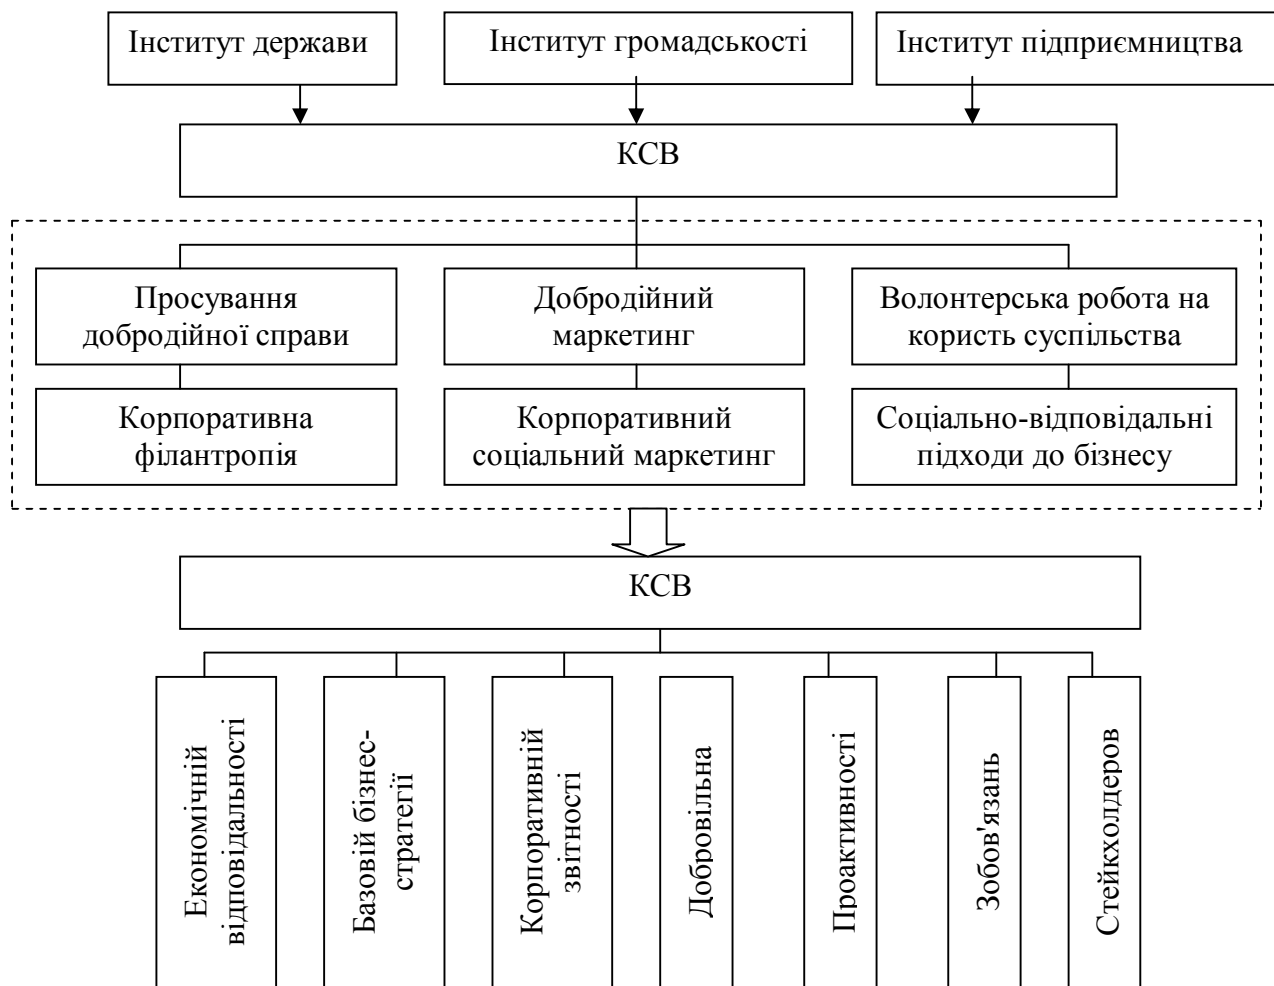 Інститут держави
Інститут громадськості
Інститут підприємництва
КСВ
Просування
добродійної справи
Добродійний
маркетинг
Волонтерська робота на
користь суспільства
Корпоративна
філантропія
Корпоративний
соціальний маркетинг
Соціально-відповідальні
підходи до бізнесу
КСВ
Економічній
відповідальності
Базовій бізнес-
стратегії
Корпоративній
звітності
Добровільна
Проактивності
Зобов'язань
Стейкхолдеров